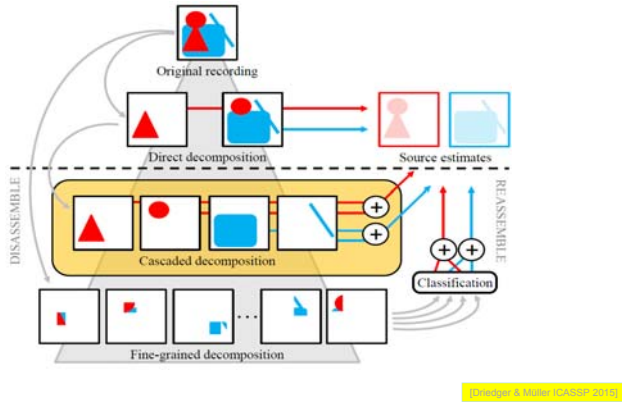 Original recording
Direct decomposition
Source estimates
DISASSEMBLE
REASSEMBLE
+
+
Cascaded decomposition
+ +
Classification
...
Fine-grained decomposition
[Driedger & Müller ICASSP 2015]